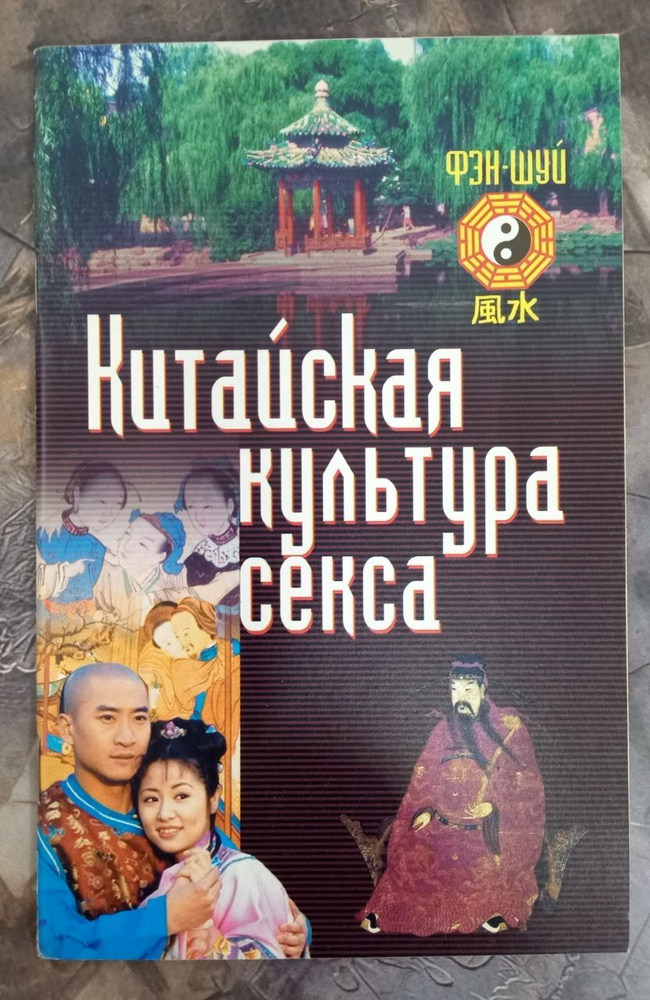 ФЭН-ШУЙ
風水
Китайская
культура
секса